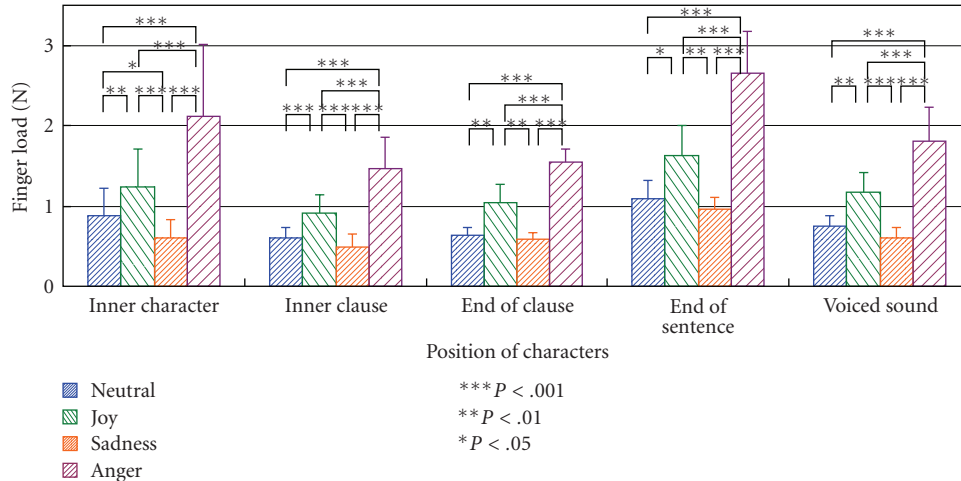 Finger load (N)
3
2
1
0
***
***
*
**
***
***
***
***
***
***
***
***
***
**
**
***
***
***
*
**
***
***
***
**
***
***
Inner character
Inner clause
End of clause
End of
sentence
Voiced sound
Position of characters
Neutral
Joy
Sadness
Anger
***P < .001
**P < .01
*P < .05